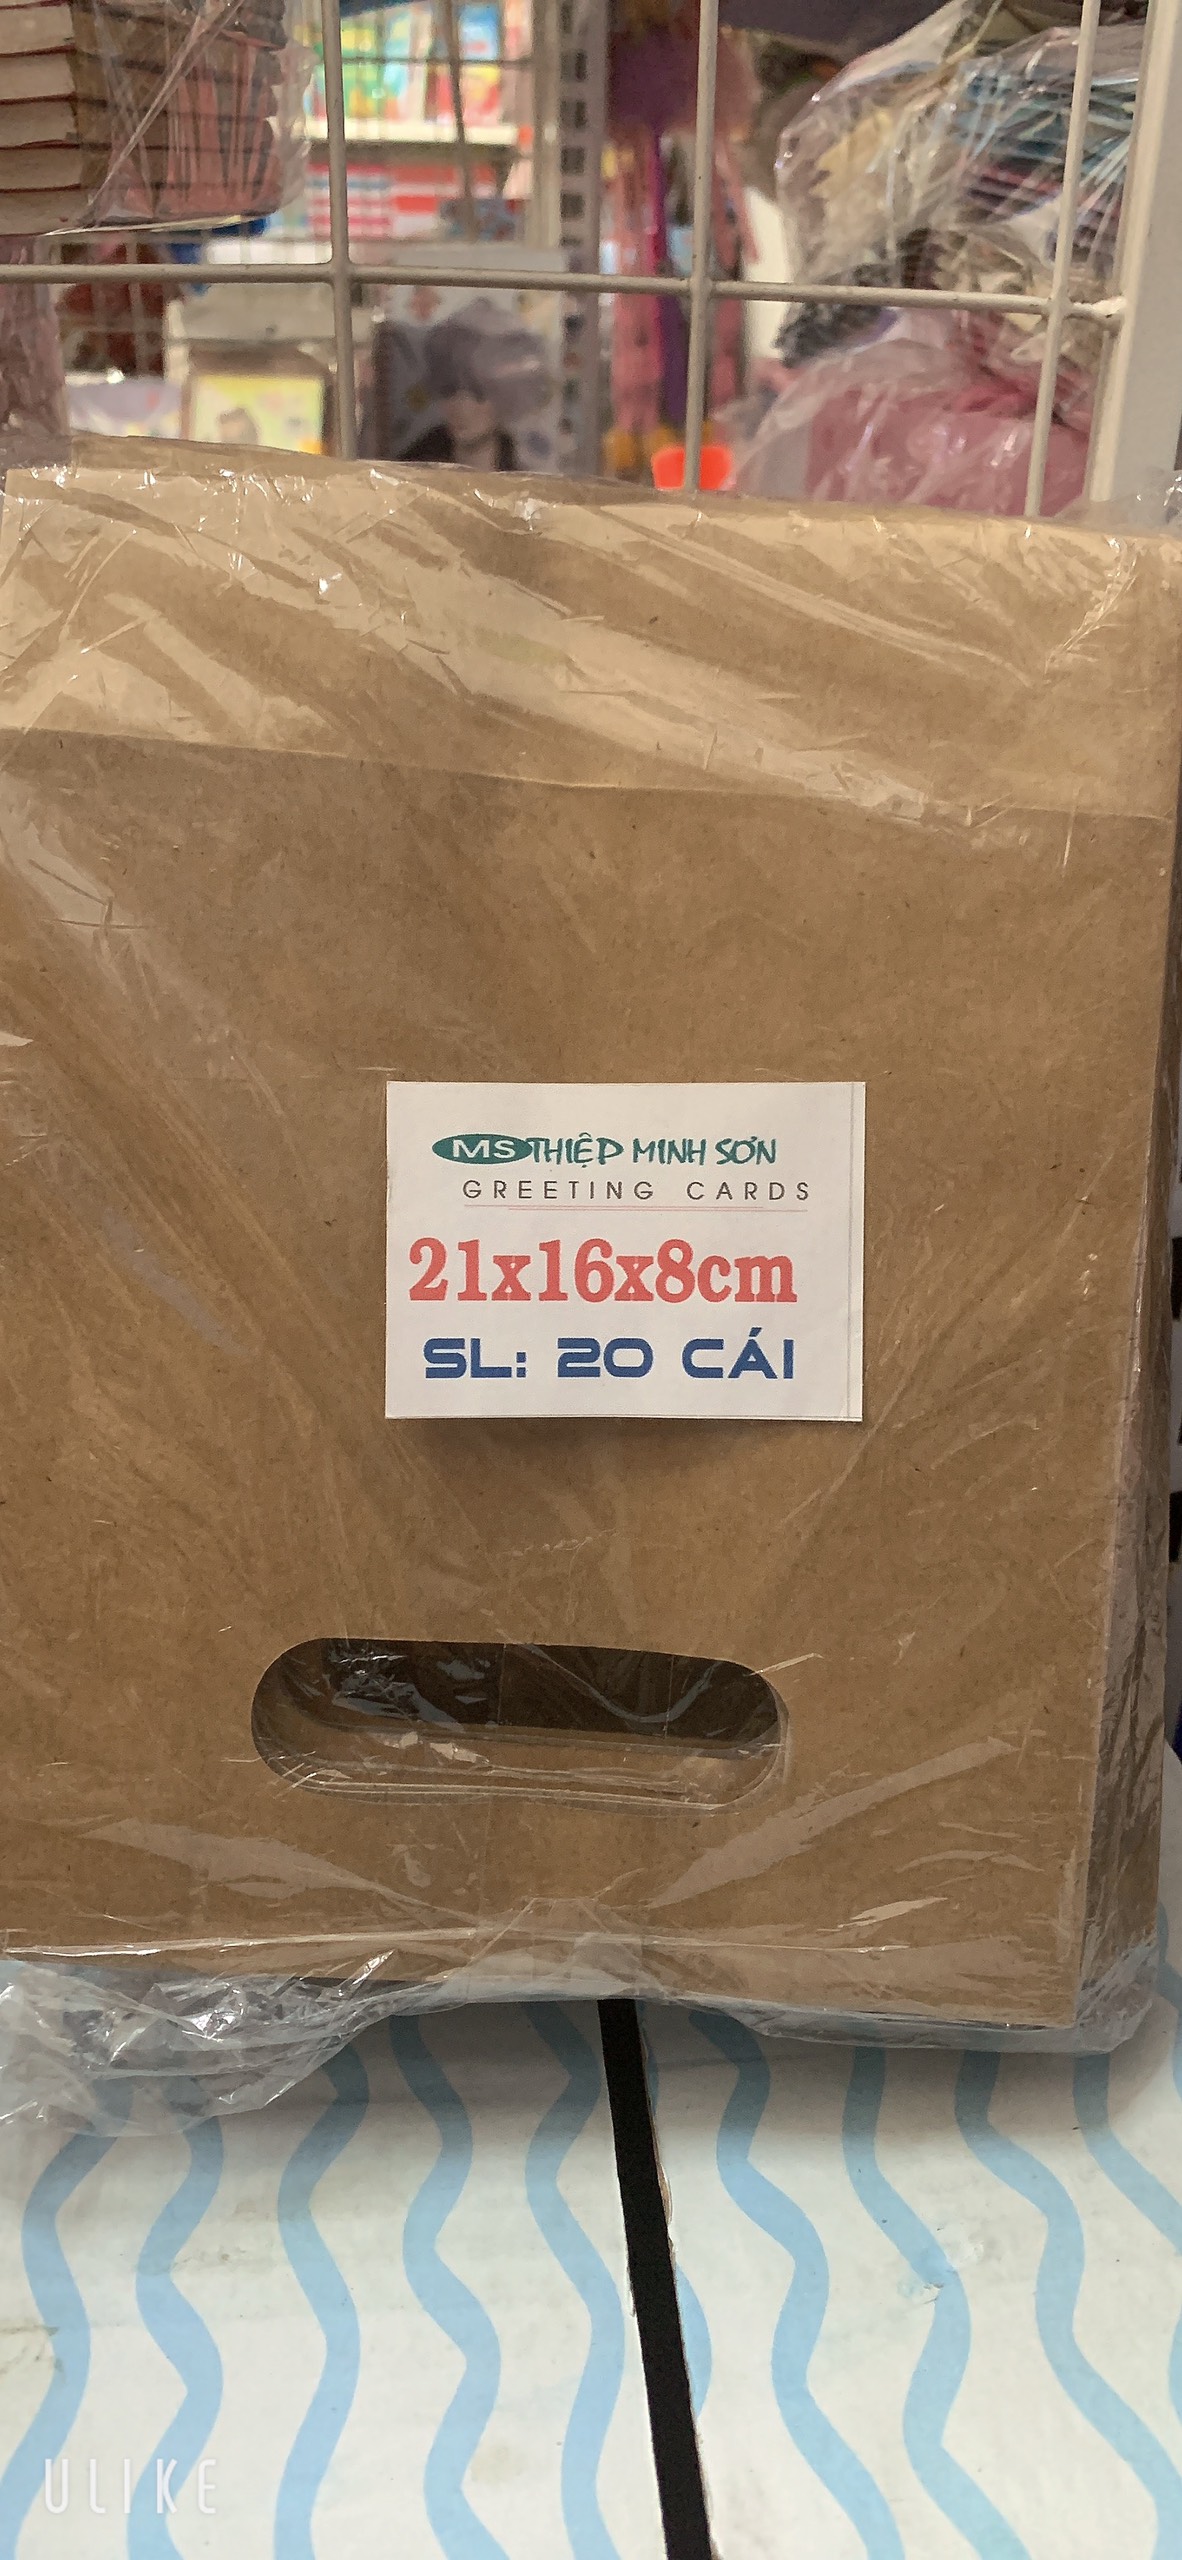 MS THIỆP MINH SƠN
GREETING CARDS
21x16x8cm
SL: 20 CÁI
ULIKE